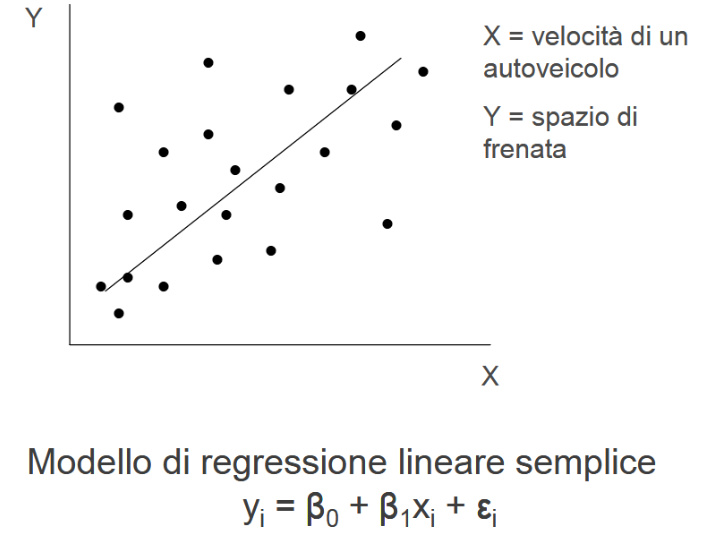 Y
X = velocità di un
autoveicolo
Y = spazio di
frenata
X
Modello di regressione lineare semplice
yᵢ = β₀ + β₁xᵢ + εᵢ